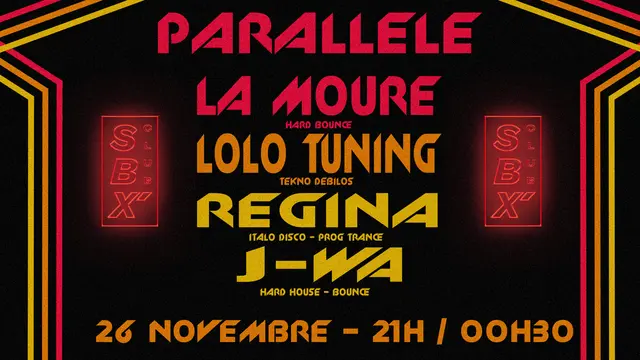 PARALLELE
LA MOURE
HARD BOUNCE
LOLO TUNING
TEKNO DEBILOS
REGINA
ITALO DISCO - PROG TRANCE
J-WA
HARD HOUSE - BOUNCE
26 NOVEMBRE - 21H / 00H30
SBX'
CLUB
SBX'
CLUB